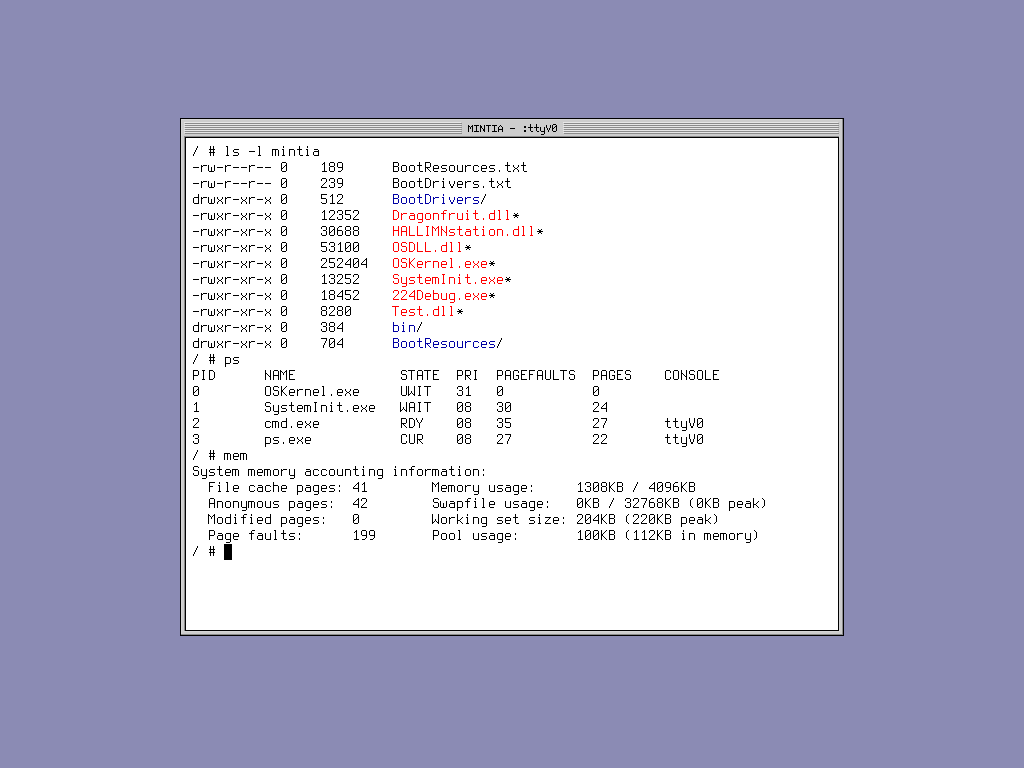 MINTIA - :ttyV0
/ # ls -l mintia
-rw-r--r-- 0    189      BootResources.txt
-rw-r--r-- 0    239      BootDrivers.txt
drwxr-xr-x 0    512      BootDrivers/
-rwxr-xr-x 0    12352    Dragonfruit.dll*
-rwxr-xr-x 0    30688    HALLIMNstation.dll*
-rwxr-xr-x 0    53100    OSDLL.dll*
-rwxr-xr-x 0    252404   OSKernel.exe*
-rwxr-xr-x 0    13252    SystemInit.exe*
-rwxr-xr-x 0    18452    224Debug.exe*
-rwxr-xr-x 0    8280     Test.dll*
drwxr-xr-x 0    384      bin/
drwxr-xr-x 0    704      BootResources/
/ # ps
PID      NAME             STATE  PRI  PAGEFAULTS  PAGES    CONSOLE
0        OSKernel.exe     UWIT   31   0           0
1        SystemInit.exe   WAIT   08   30          24
2        cmd.exe          RDY    08   35          27       ttyV0
3        ps.exe           CUR    08   27          22       ttyV0
/ # mem
System memory accounting information:
  File cache pages: 41        Memory usage:     1308KB / 4096KB
  Anonymous pages:  42        Swapfile usage:   0KB / 32768KB (0KB peak)
  Modified pages:   0         Working set size: 204KB (220KB peak)
  Page faults:      199       Pool usage:       100KB (112KB in memory)
/ #